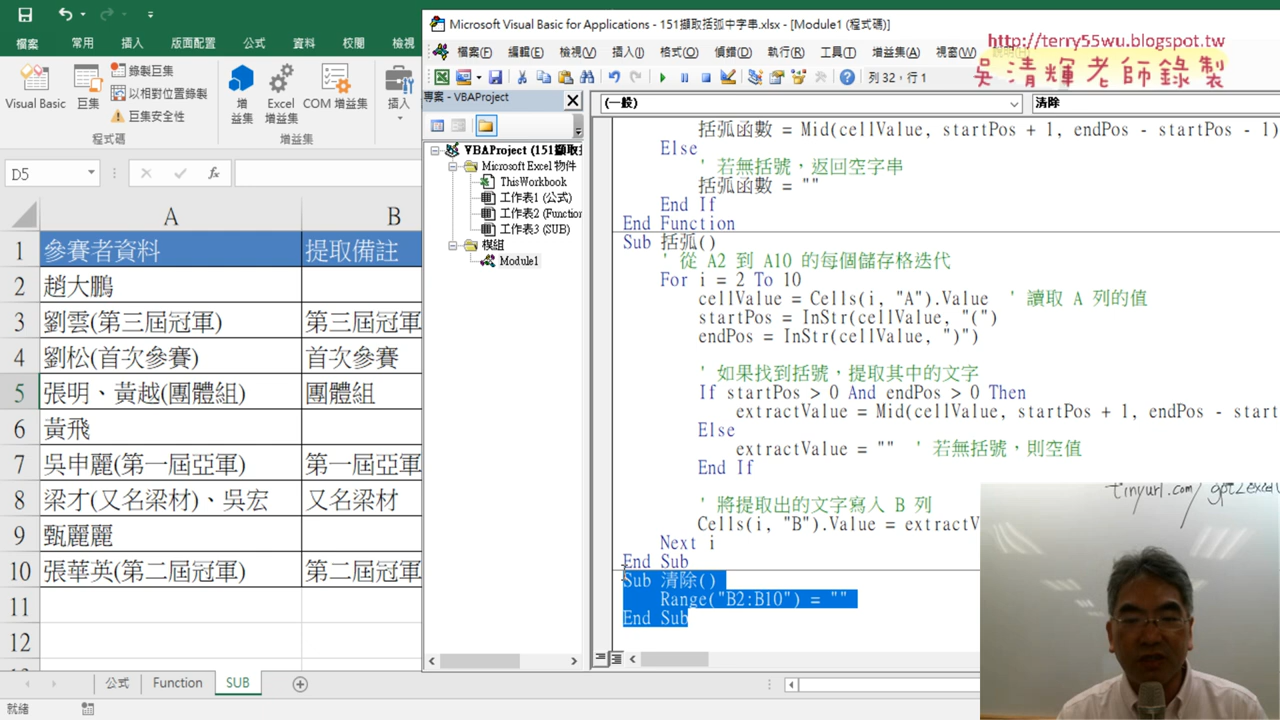 檔案 常用 插入 版面配置 公式 資料 校閱 檢視
Visual Basic 巨集 錄製巨集 以相對位置錄製 巨集安全性
增益集 Excel 增益集 COM 增益集 插入
程式碼 增益集
D5 fx
A B
1 參賽者資料 提取備註
2 趙大鵬
3 劉雲(第三屆冠軍) 第三屆冠軍
4 劉松(首次參賽) 首次參賽
5 張明、黃越(團體組) 團體組
6 黃飛
7 吳申麗(第一屆亞軍) 第一屆亞軍
8 梁才(又名梁材)、吳宏 又名梁材
9 甄麗麗
10 張華英(第二屆冠軍) 第二屆冠軍
11
12
公式 Function SUB
就緒
Microsoft Visual Basic for Applications - 151擷取括弧中字串.xlsx - [Module1 (程式碼)]
檔案(F) 編輯(E) 檢視(V) 插入(I) 格式(O) 偵錯(D) 執行(R) 工具(T) 增益集(A) 視窗(W)
列 32，行 1
http://terry55wu.blogspot.tw
吳清輝老師錄製
專案 - VBAProject
VBAProject (151擷取括
Microsoft Excel 物件
ThisWorkbook
工作表1 (公式)
工作表2 (Function
工作表3 (SUB)
模組
Module1
(一般) 清除
括弧函數 = Mid(cellValue, startPos + 1, endPos - startPos - 1)
Else
' 若無括號，返回空字串
括弧函數 = ""
End If
End Function
Sub 括弧()
' 從 A2 到 A10 的每個儲存格迭代
For i = 2 To 10
cellValue = Cells(i, "A").Value ' 讀取 A 列的值
startPos = InStr(cellValue, "(")
endPos = InStr(cellValue, ")")
' 如果找到括號，提取其中的文字
If startPos > 0 And endPos > 0 Then
extractValue = Mid(cellValue, startPos + 1, endPos - start
Else
extractValue = "" ' 若無括號，則空值
End If
' 將提取出的文字寫入 B 列
Cells(i, "B").Value = extractV
Next i
End Sub
Sub 清除()
Range("B2:B10") = ""
End Sub
tinyurl.com/gpt2excel